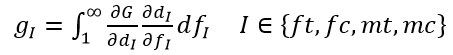 g_I = ∫_1^∞ ∂G/∂d_I ∂d_I/∂f_I df_I   I ∈ {ft, fc, mt, mc}